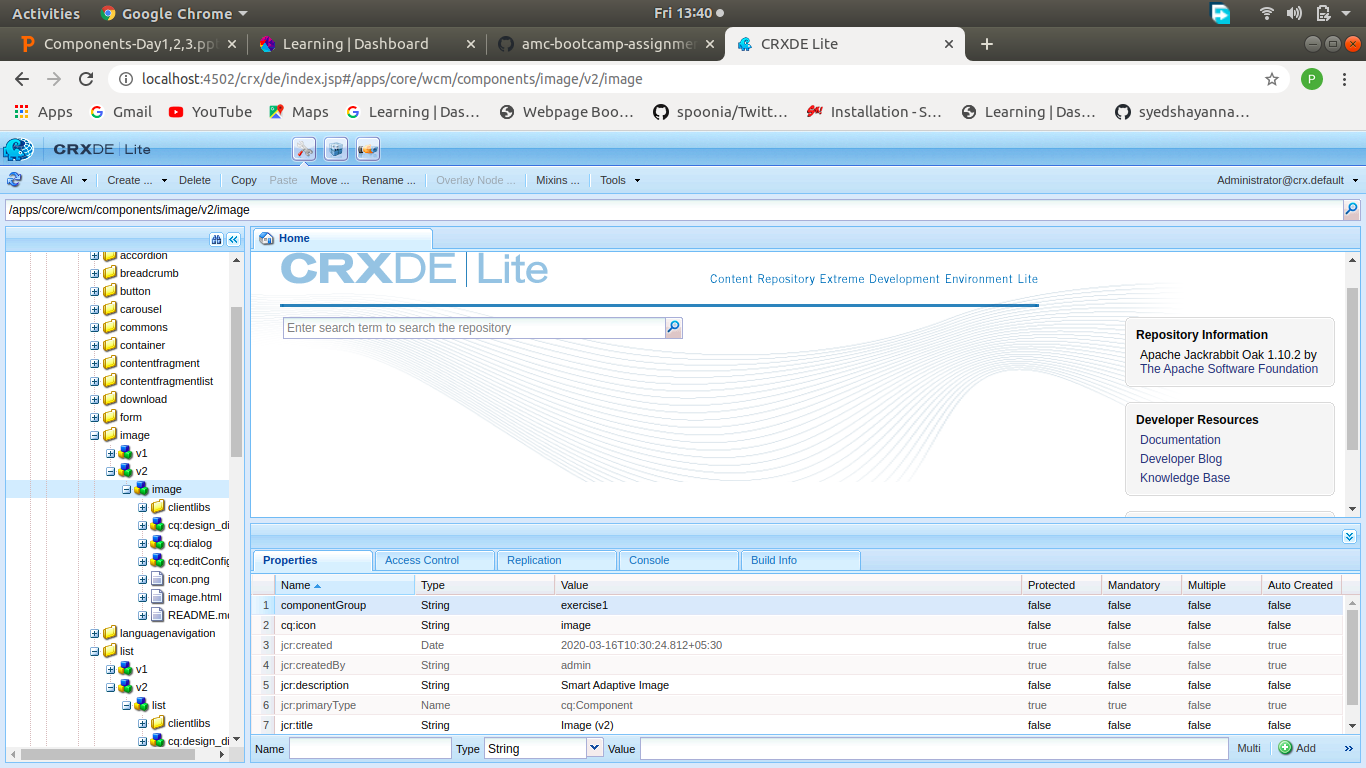 Activities Google Chrome Fri 13:40
Components-Day1,2,3.pp Learning | Dashboard amc-bootcamp-assignme CRXDE Lite
localhost:4502/crx/de/index.jsp#/apps/core/wcm/components/image/v2/image P
Apps Gmail YouTube Maps Learning | Das… Webpage Boo… spoonia/Twitt… Installation - S… Learning | Das… syedshayanna…
CRXDE | Lite
Save All Create ... Delete Copy Paste Move ... Rename ... Overlay Node ... Mixins ... Tools Administrator@crx.default
/apps/core/wcm/components/image/v2/image
Home
accordion
breadcrumb
button
carousel
commons
container
contentfragment
contentfragmentlist
download
form
image
v1
v2
image
clientlibs
cq:design_di
cq:dialog
cq:editConfig
icon.png
image.html
README.m
languagenavigation
list
v1
v2
list
clientlibs
cq:design_di
CRXDE | Lite
Content Repository Extreme Development Environment Lite
Enter search term to search the repository
Repository Information
Apache Jackrabbit Oak 1.10.2 by
The Apache Software Foundation
Developer Resources
Documentation
Developer Blog
Knowledge Base
Properties Access Control Replication Console Build Info
Name Type Value Protected Mandatory Multiple Auto Created
1 componentGroup String exercise1 false false false false
2 cq:icon String image false false false false
3 jcr:created Date 2020-03-16T10:30:24.812+05:30 true false false true
4 jcr:createdBy String admin true false false true
5 jcr:description String Smart Adaptive Image false false false false
6 jcr:primaryType Name cq:Component true true false true
7 jcr:title String Image (v2) false false false false
Name Type String Value Multi Add »